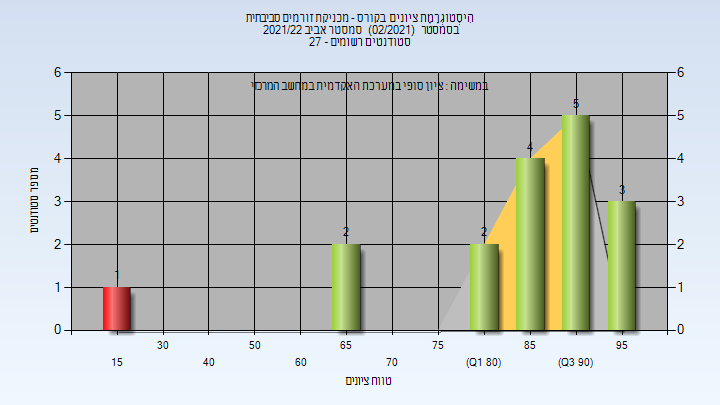 היסטוגרמת ציונים בקורס - מכניקת זורמים סביבתית
בסמסטר (02/2021) סמסטר אביב 2021/22
סטודנטים רשומים - 27
במשימה : ציון סופי במערכת האקדמית במחשב המרכזי
מספר סטודונטים
6 6
5 5
4 4
3 3
2 2
1 1
0 0
1 2 2 4 5 3
30 50 65 75 85 95
15 40 60 70 (Q1 80) (Q3 90)
טווח ציונים